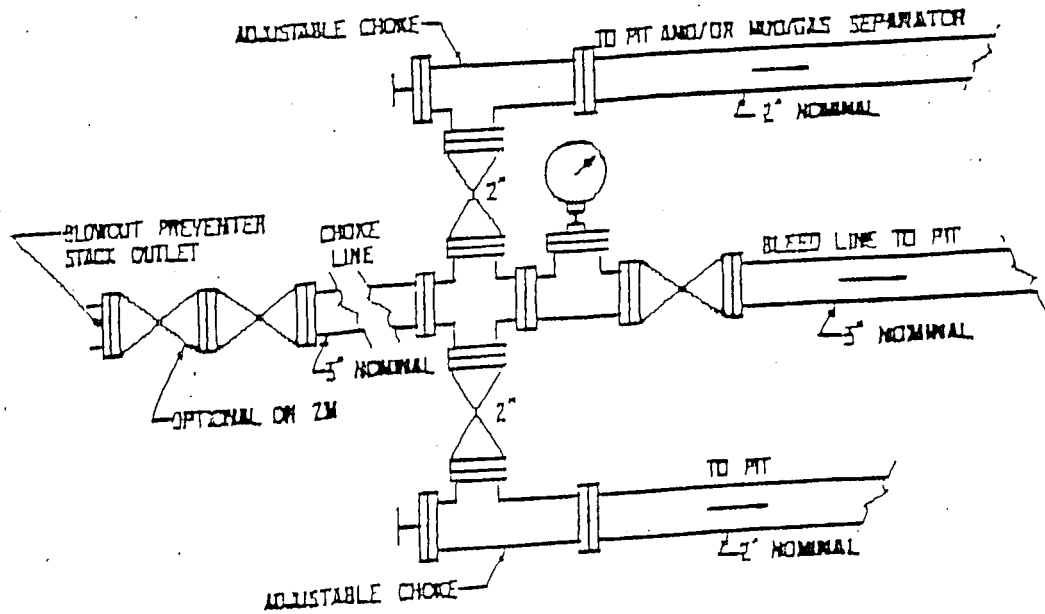 ADJUSTABLE CHOKE
TO PIT AND/OR MUD/GAS SEPARATOR
2" NOMINAL
2"
BLOWOUT PREVENTER
STACK OUTLET
CHOKE
LINE
BLEED LINE TO PIT
3" NOMINAL
3" NOMINAL
OPTIONAL ON 2M
2"
TO PIT
2" NOMINAL
ADJUSTABLE CHOKE